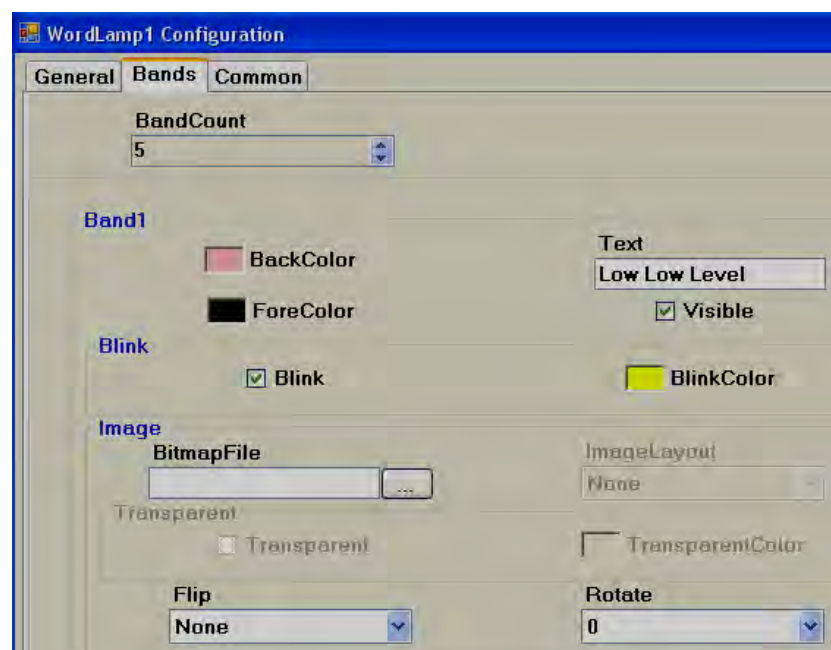 WordLamp1 Configuration
General Bands Common
BandCount
5
Band1
BackColor
Text
Low Low Level
ForeColor
Visible
Blink
Blink
BlinkColor
Image
BitmapFile
ImageLayout
...
None
Transparent
Transparent
TransparentColor
Flip
Rotate
None
0